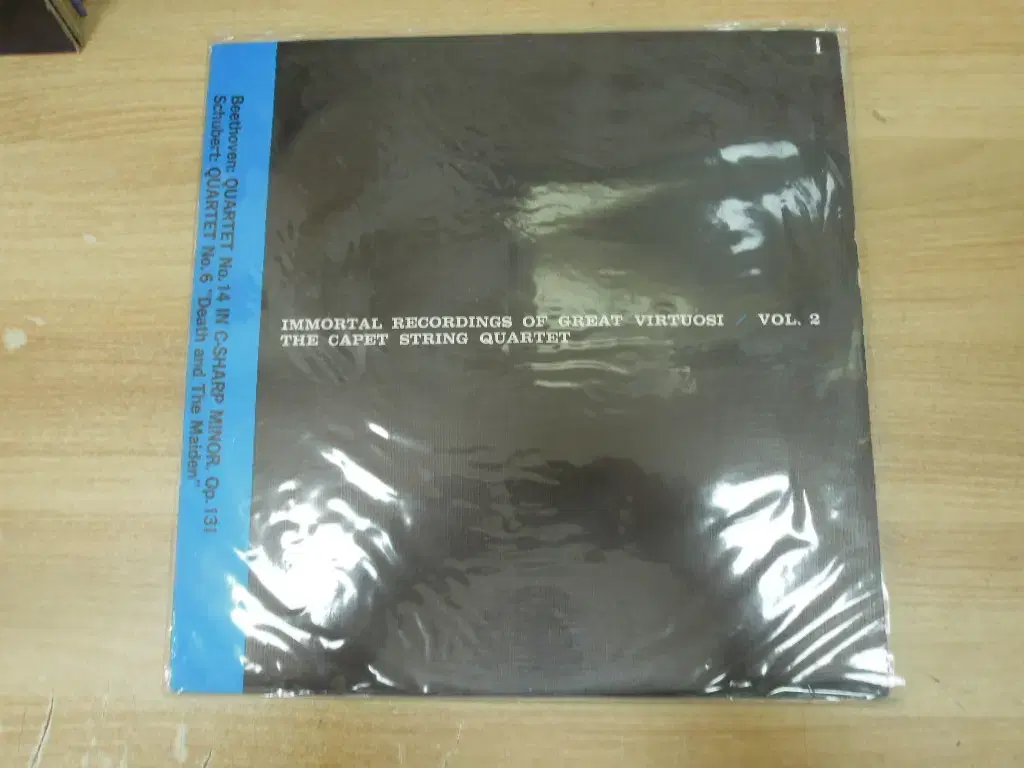 Beethoven: QUARTET No. 14 IN C-SHARP MINOR, Op. 131
Schubert: QUARTET No. 6 "Death and The Maiden"
IMMORTAL RECORDINGS OF GREAT VIRTUOSI / VOL. 2
THE CAPET STRING QUARTET